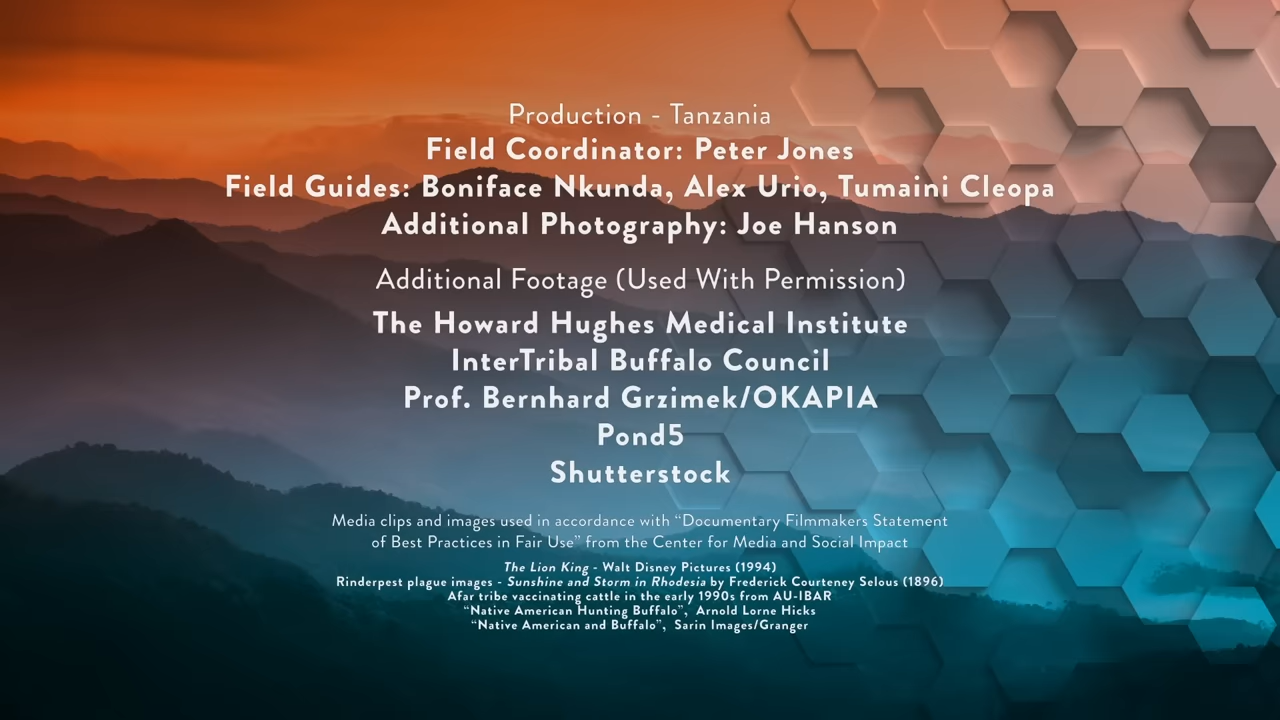 Production - Tanzania
Field Coordinator: Peter Jones
Field Guides: Boniface Nkunda, Alex Urio, Tumaini Cleopa
Additional Photography: Joe Hanson
Additional Footage (Used With Permission)
The Howard Hughes Medical Institute
InterTribal Buffalo Council
Prof. Bernhard Grzimek/OKAPIA
Pond5
Shutterstock
Media clips and images used in accordance with “Documentary Filmmakers Statement
of Best Practices in Fair Use” from the Center for Media and Social Impact
The Lion King - Walt Disney Pictures (1994)
Rinderpest plague images - Sunshine and Storm in Rhodesia by Frederick Courteney Selous (1896)
Afar tribe vaccinating cattle in the early 1990s from AU-IBAR
“Native American Hunting Buffalo”, Arnold Lorne Hicks
“Native American and Buffalo”, Sarin Images/Granger